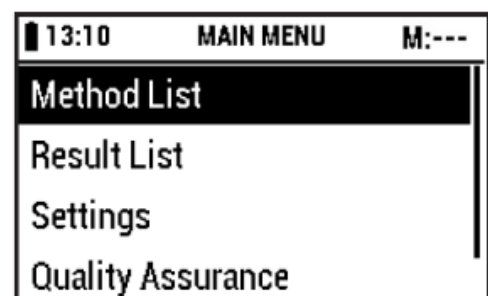 13:10 MAIN MENU M:---
Method List
Result List
Settings
Quality Assurance